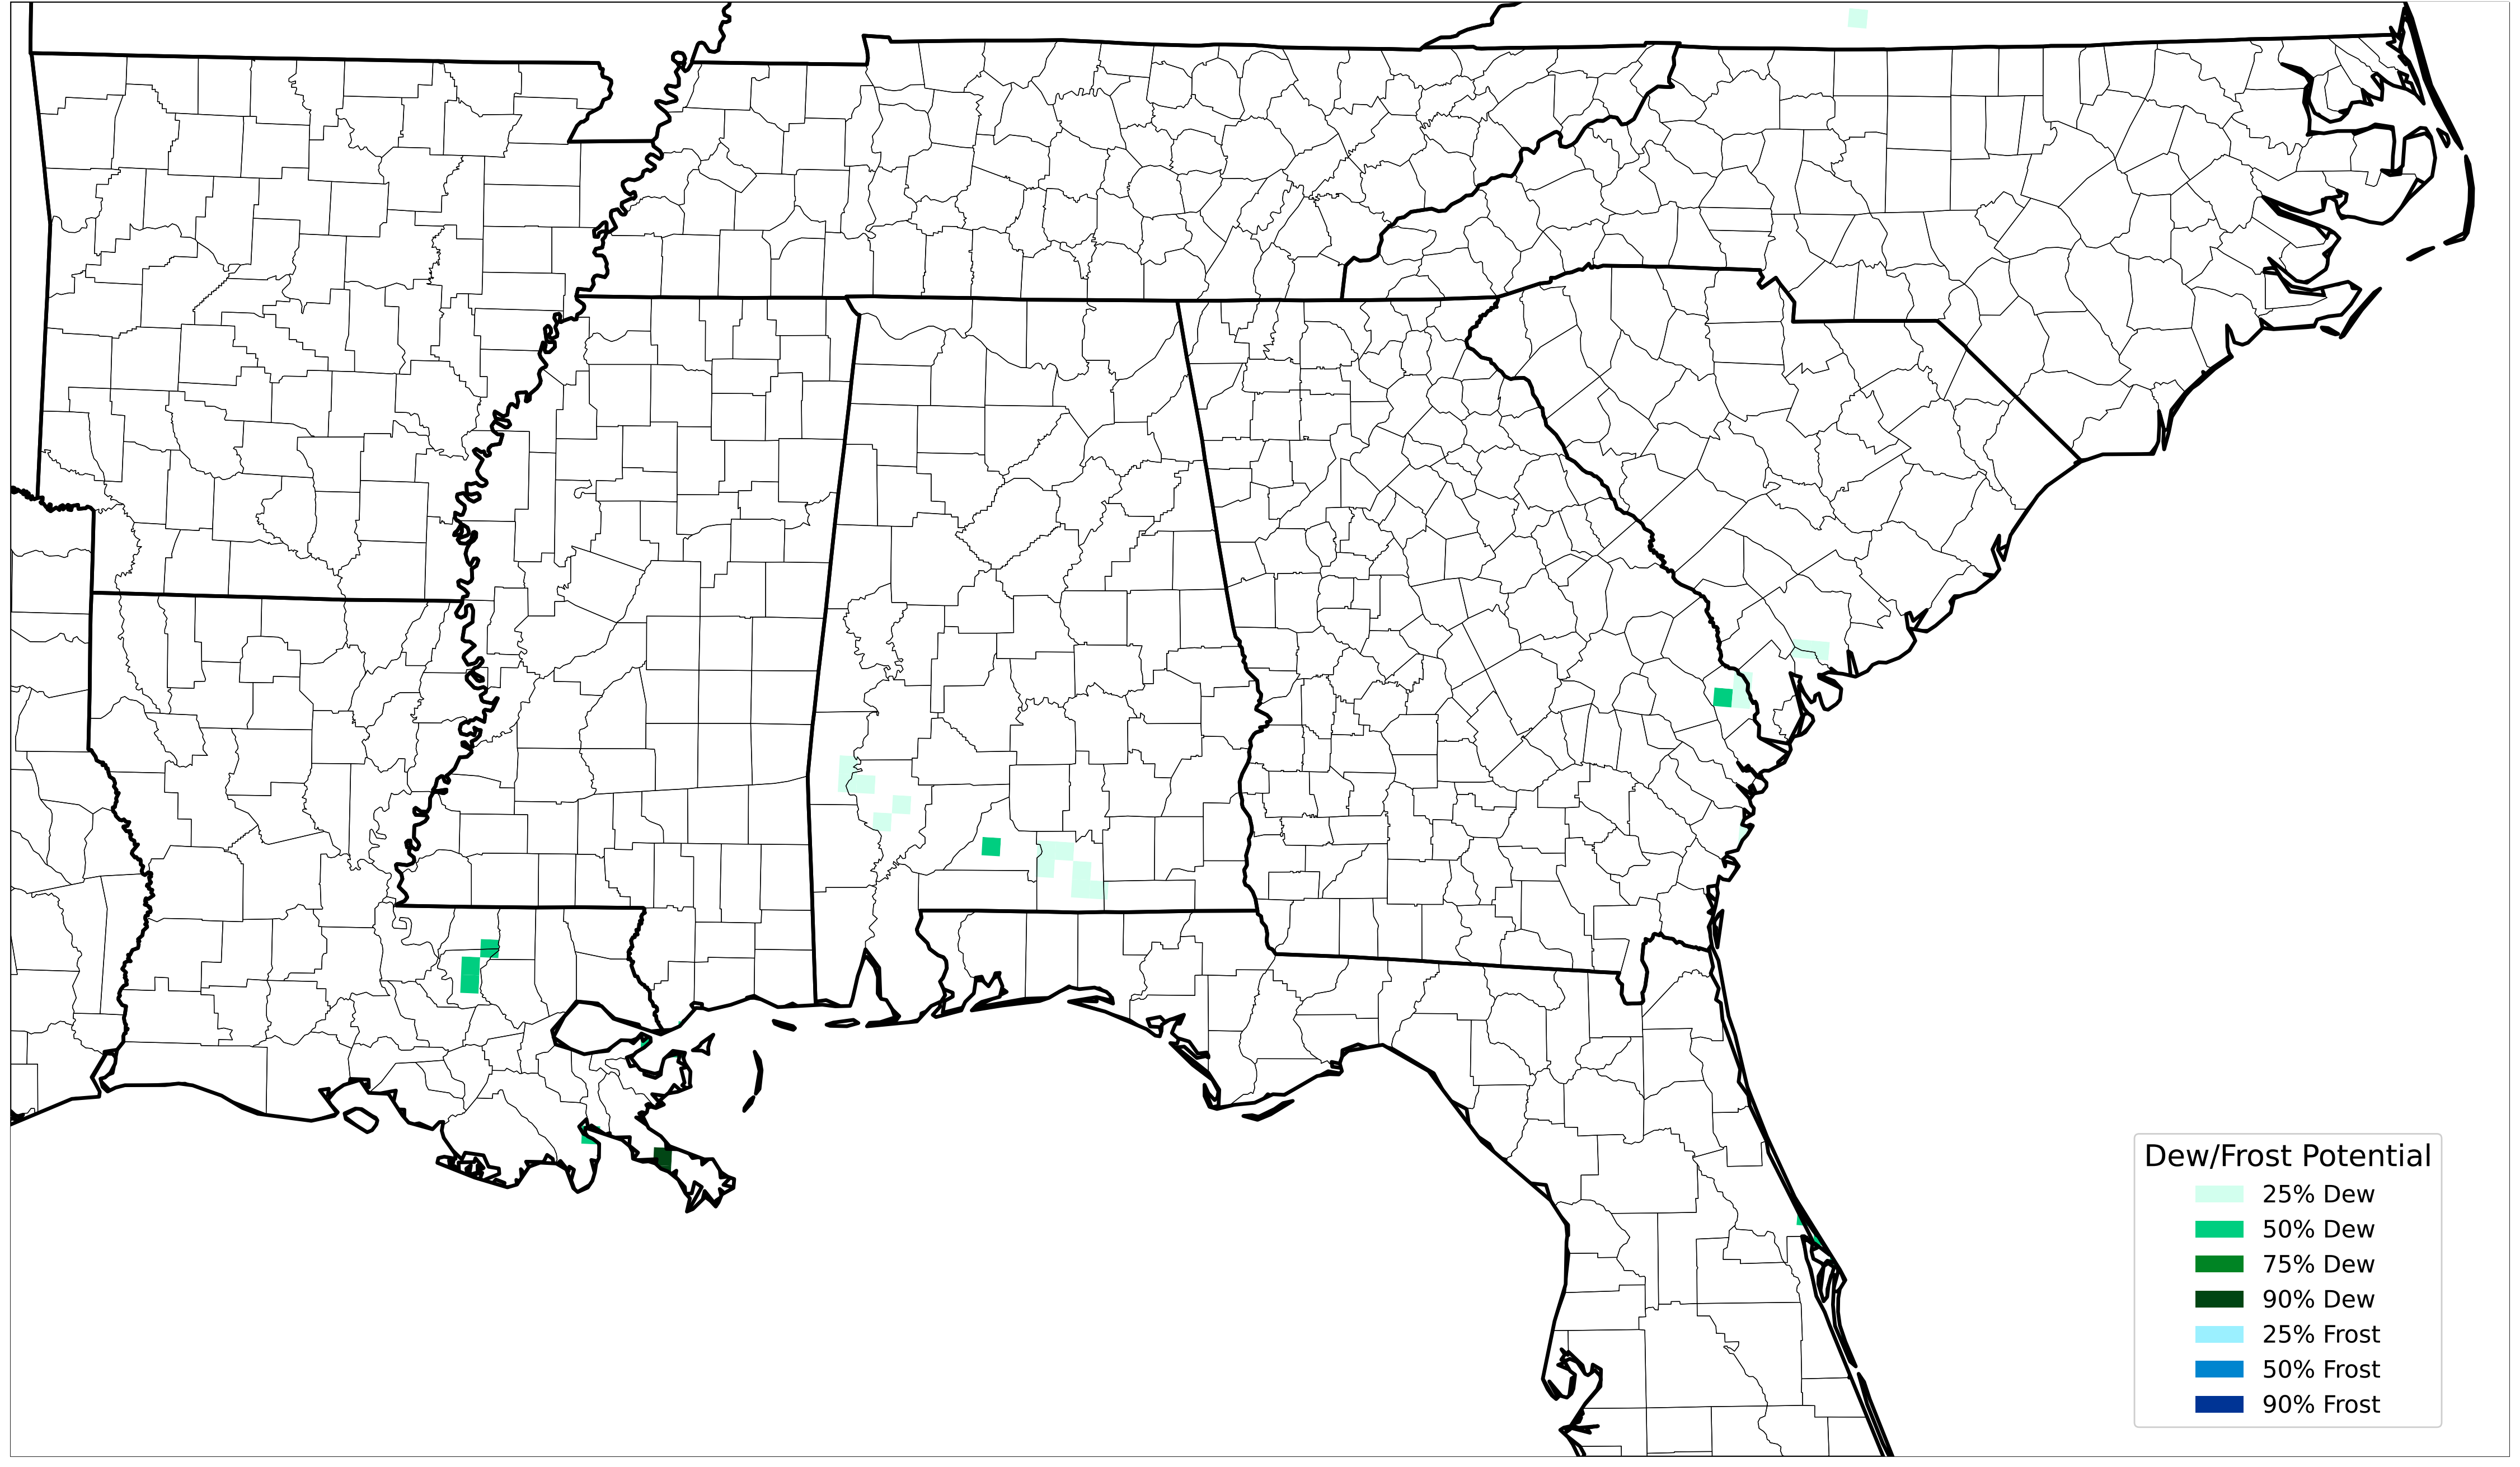 Dew/Frost Potential
25% Dew
50% Dew
75% Dew
90% Dew
25% Frost
50% Frost
90% Frost